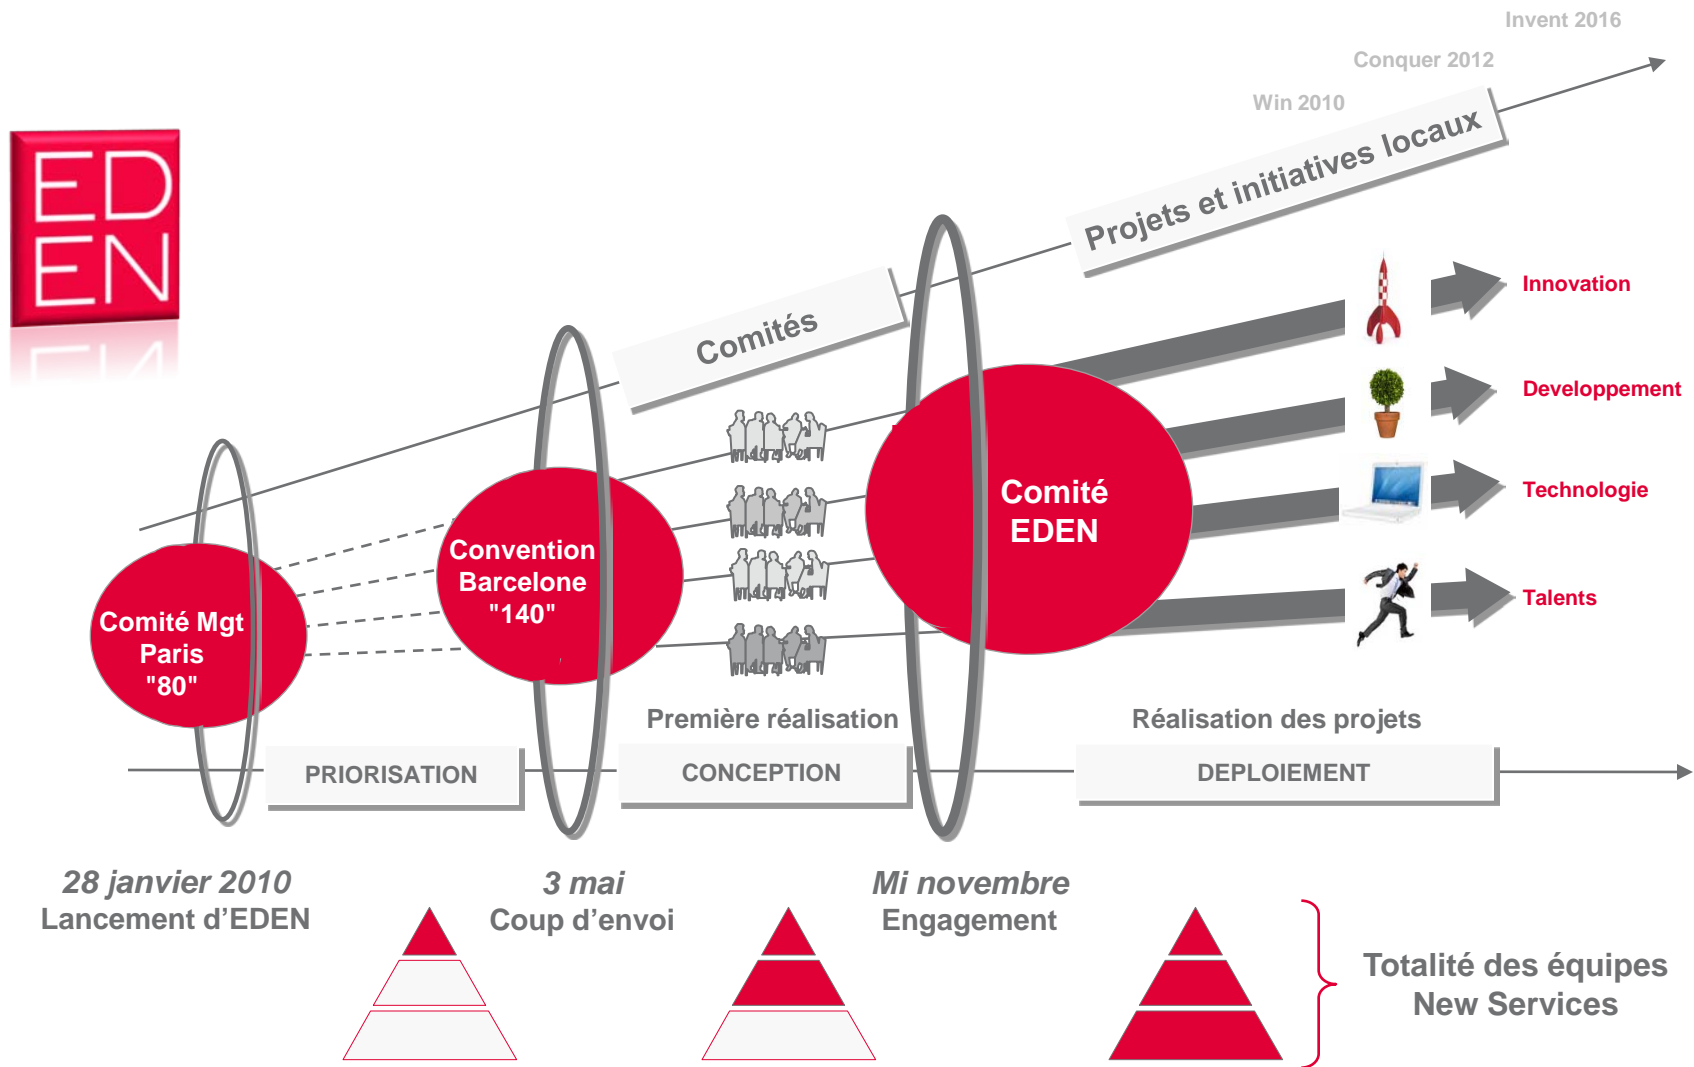 Invent 2016
Conquer 2012
Win 2010
ED
EN
Projets et initiatives locaux
Comités
Innovation
Developpement
Technologie
Talents
Comité
EDEN
Convention
Barcelone
"140"
Comité Mgt
Paris
"80"
Première réalisation
Réalisation des projets
PRIORISATION
CONCEPTION
DEPLOIEMENT
28 janvier 2010
Lancement d’EDEN
3 mai
Coup d’envoi
Mi novembre
Engagement
Totalité des équipes
New Services